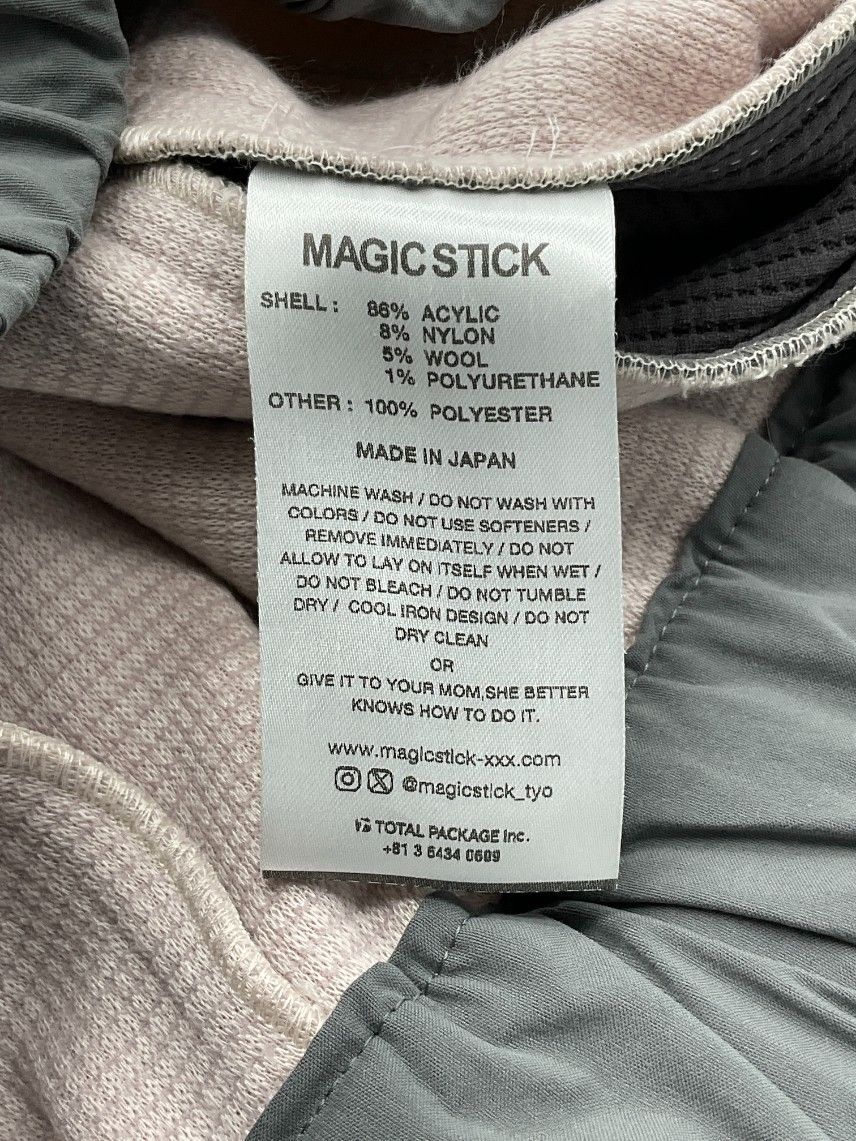 MAGIC STICK
SHELL : 86% ACYLIC
8% NYLON
5% WOOL
1% POLYURETHANE
OTHER : 100% POLYESTER
MADE IN JAPAN
MACHINE WASH / DO NOT WASH WITH
COLORS / DO NOT USE SOFTENERS /
REMOVE IMMEDIATELY / DO NOT
ALLOW TO LAY ON ITSELF WHEN WET /
DO NOT BLEACH / DO NOT TUMBLE
DRY / COOL IRON DESIGN / DO NOT
DRY CLEAN
OR
GIVE IT TO YOUR MOM,SHE BETTER
KNOWS HOW TO DO IT.
www.magicstick-xxx.com
@magicstick_tyo
TOTAL PACKAGE Inc.
+81 3 6434 0609